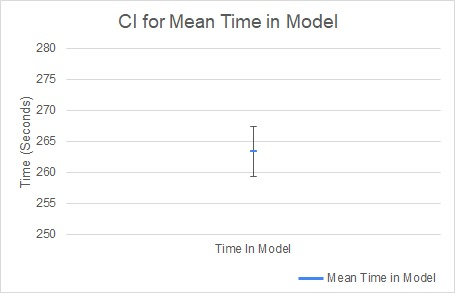 CI for Mean Time in Model
280
275
270
265
260
255
250
Time (Seconds)
Time In Model
Mean Time in Model